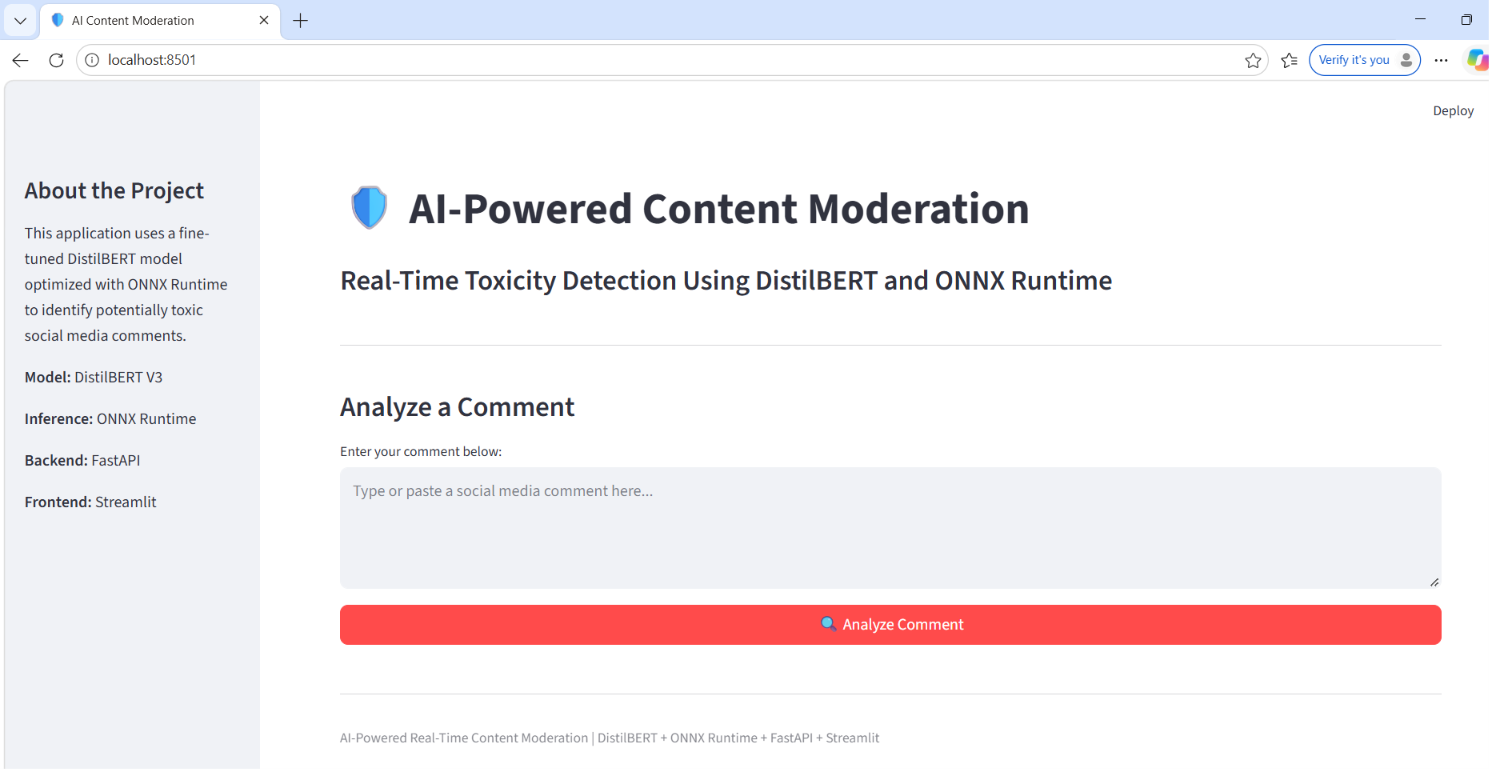 AI Content Moderation
localhost:8501
Verify it's you
Deploy
About the Project
This application uses a fine-
tuned DistilBERT model
optimized with ONNX Runtime
to identify potentially toxic
social media comments.
Model: DistilBERT V3
Inference: ONNX Runtime
Backend: FastAPI
Frontend: Streamlit
AI-Powered Content Moderation
Real-Time Toxicity Detection Using DistilBERT and ONNX Runtime
Analyze a Comment
Enter your comment below:
Type or paste a social media comment here...
Analyze Comment
AI-Powered Real-Time Content Moderation | DistilBERT + ONNX Runtime + FastAPI + Streamlit